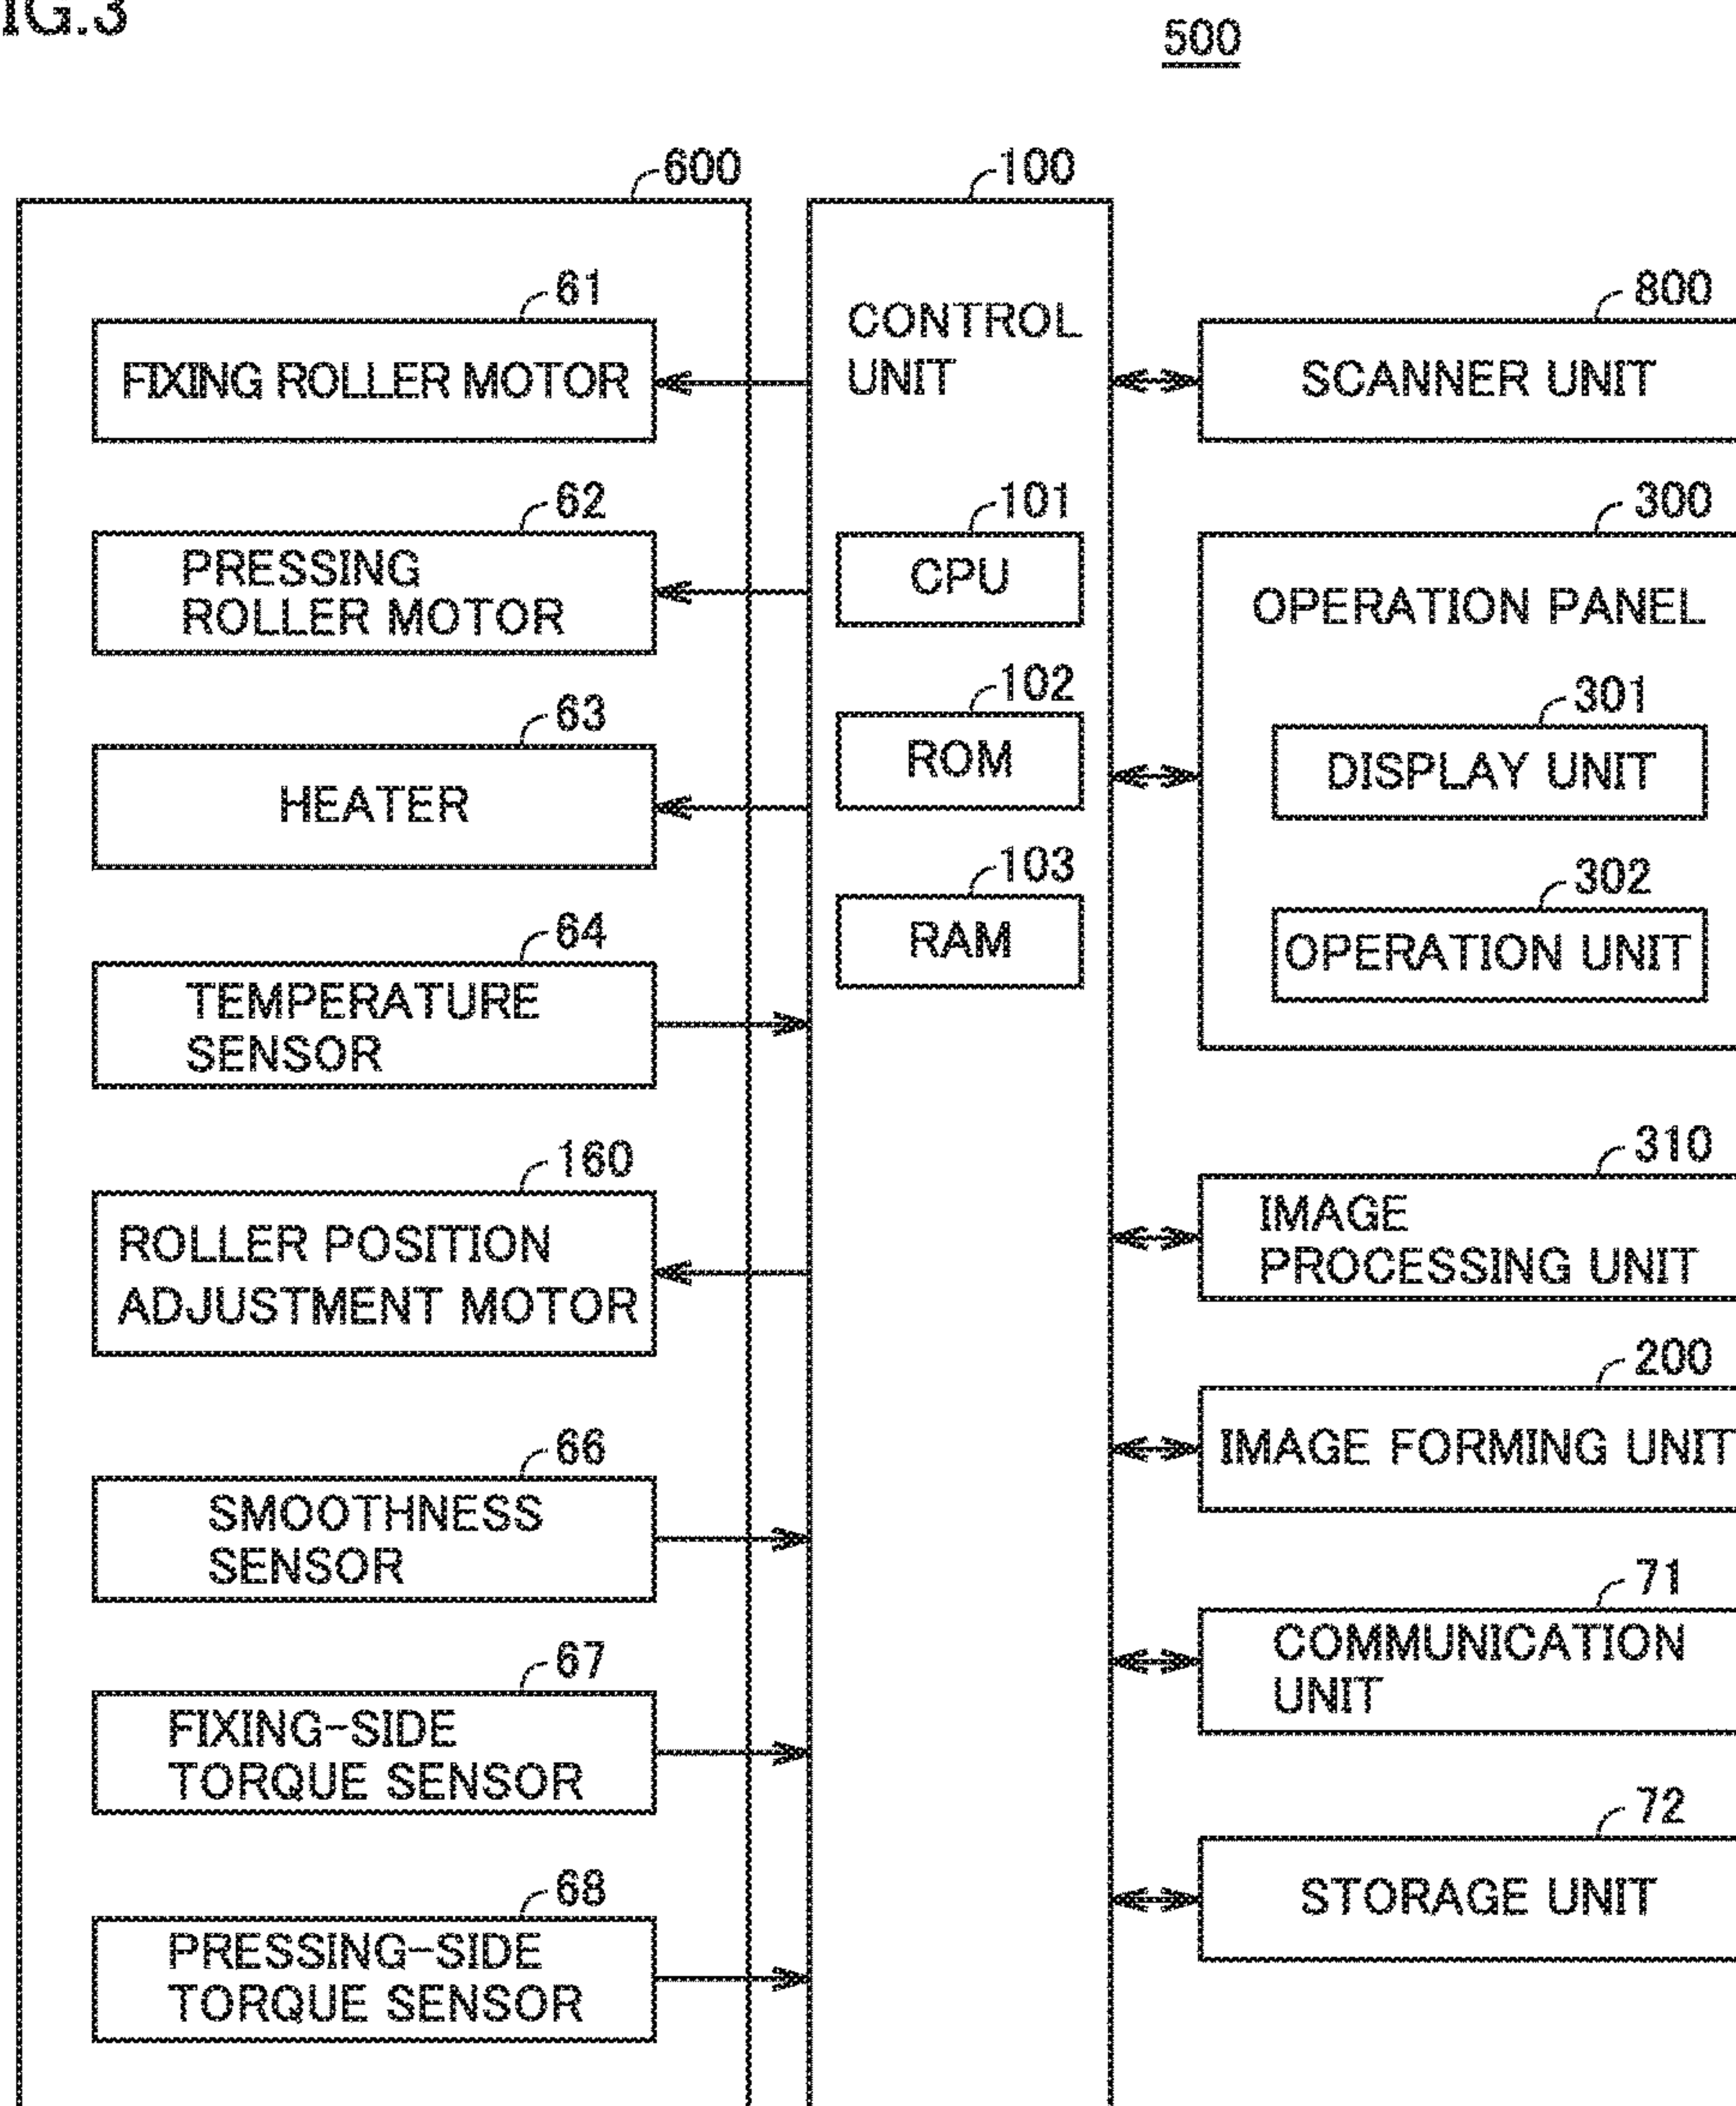 IG.3
500
600
61
FIXING ROLLER MOTOR
62
PRESSING
ROLLER MOTOR
63
HEATER
64
TEMPERATURE
SENSOR
160
ROLLER POSITION
ADJUSTMENT MOTOR
66
SMOOTHNESS
SENSOR
67
FIXING-SIDE
TORQUE SENSOR
68
PRESSING-SIDE
TORQUE SENSOR
100
CONTROL
UNIT
101
CPU
102
ROM
103
RAM
800
SCANNER UNIT
300
OPERATION PANEL
301
DISPLAY UNIT
302
OPERATION UNIT
310
IMAGE
PROCESSING UNIT
200
IMAGE FORMING UNIT
71
COMMUNICATION
UNIT
72
STORAGE UNIT